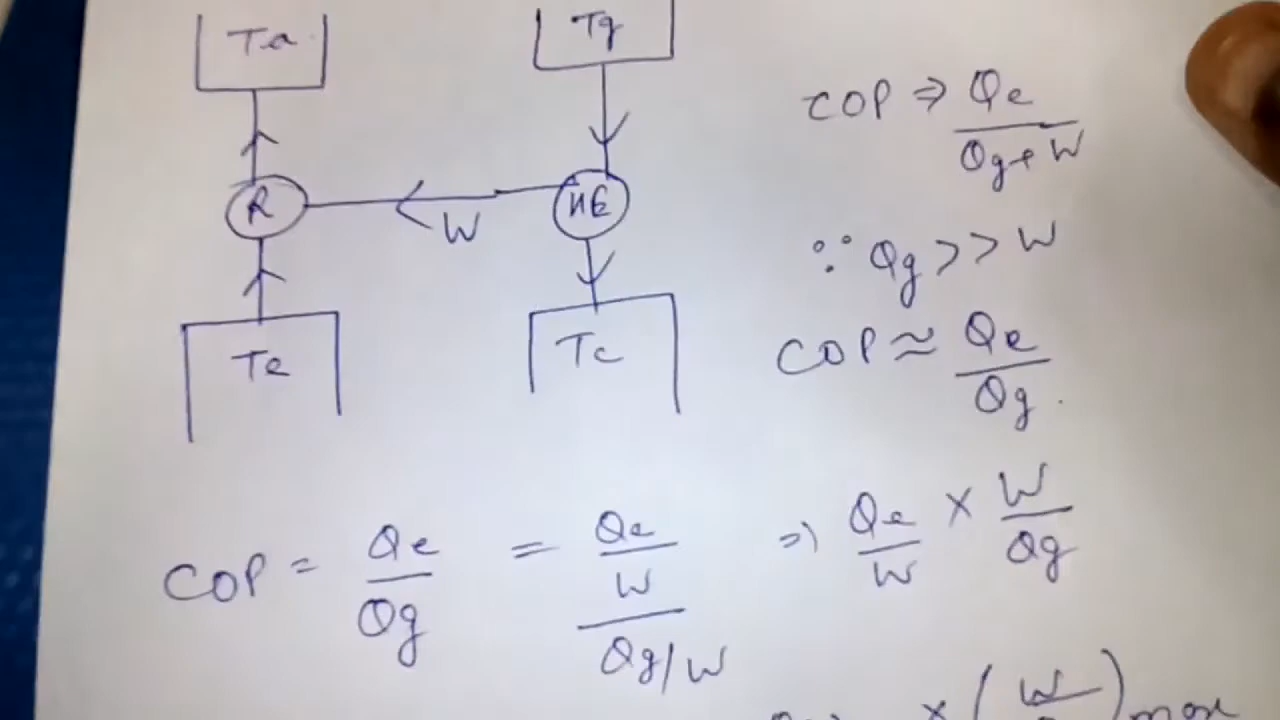 Ta Tg
COP ⇒ Qe / Qg + W
R W HE
∵ Qg >> W
Te Tc
COP ≈ Qe / Qg
COP = Qe / Qg = Qe / W / Qg/W ⇒ Qe / W × W / Qg
× ( W ) max